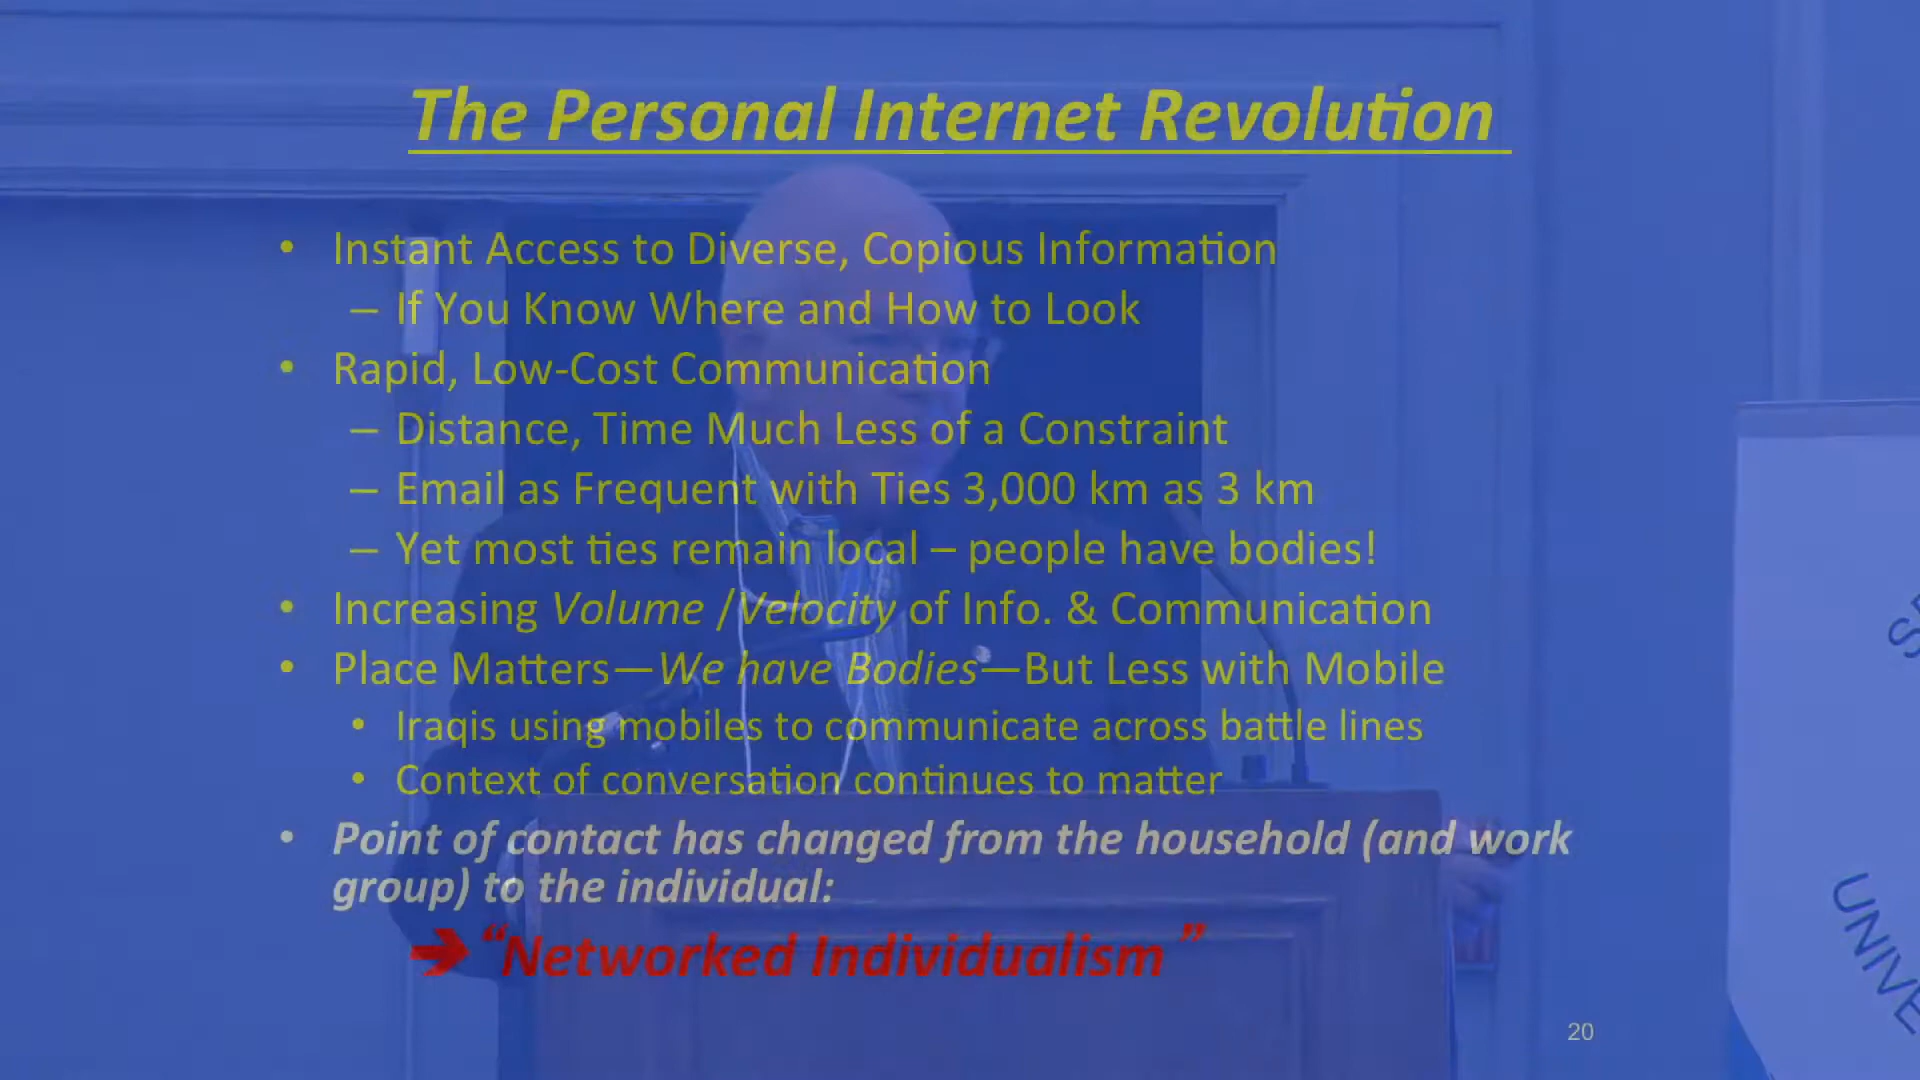 The Personal Internet Revolution
• Instant Access to Diverse, Copious Information
– If You Know Where and How to Look
• Rapid, Low-Cost Communication
– Distance, Time Much Less of a Constraint
– Email as Frequent with Ties 3,000 km as 3 km
– Yet most ties remain local – people have bodies!
• Increasing Volume /Velocity of Info. & Communication
• Place Matters—We have Bodies—But Less with Mobile
• Iraqis using mobiles to communicate across battle lines
• Context of conversation continues to matter
• Point of contact has changed from the household (and work
group) to the individual:
➔ “Networked Individualism”
20